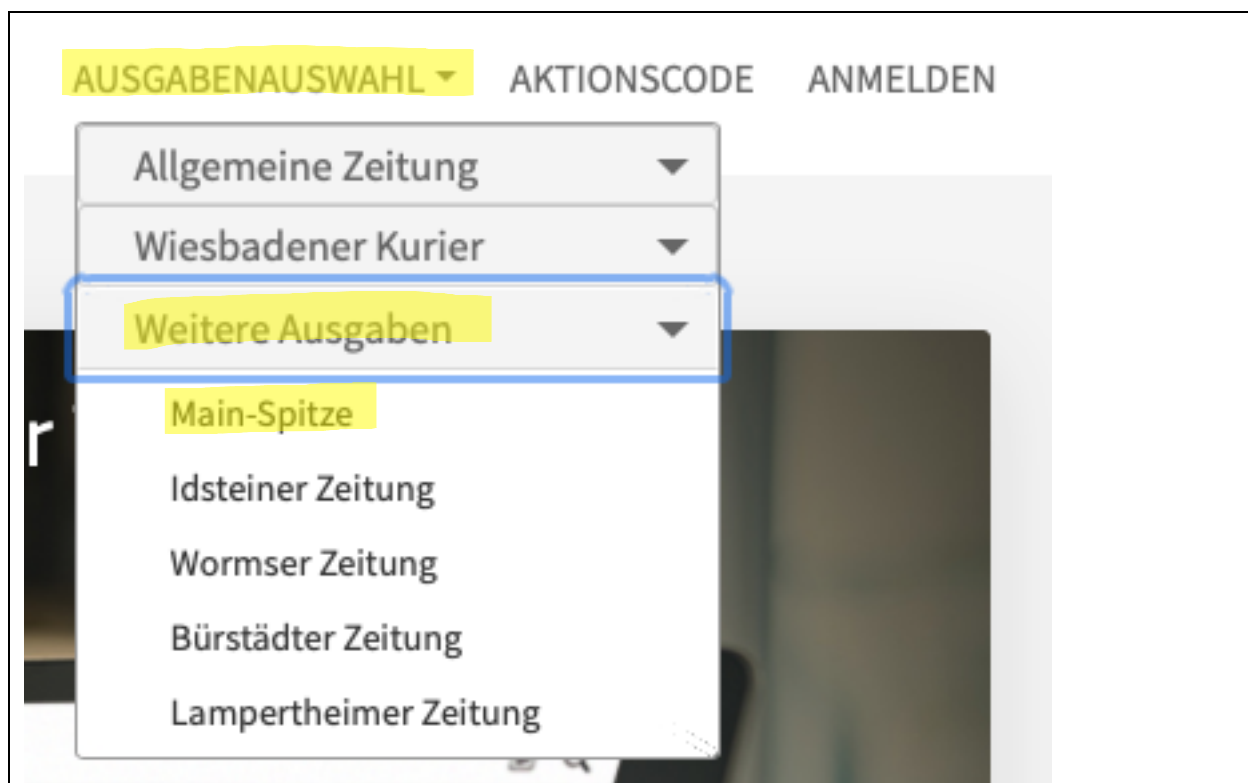 AUSGABENAUSWAHL AKTIONSCODE ANMELDEN
Allgemeine Zeitung
Wiesbadener Kurier
Weitere Ausgaben
r
Main-Spitze
Idsteiner Zeitung
Wormser Zeitung
Bürstädter Zeitung
Lampertheimer Zeitung